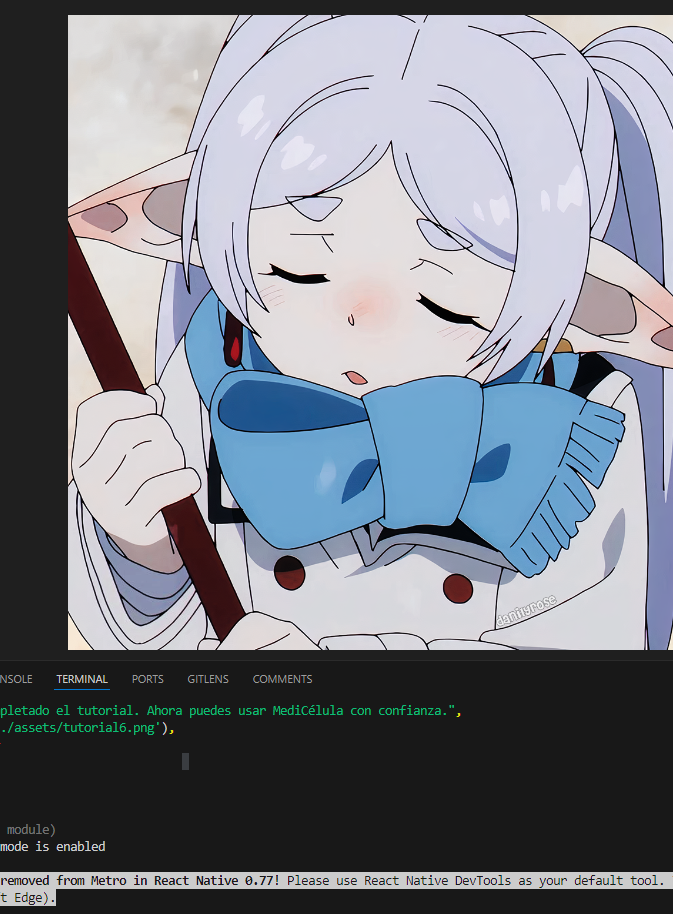 danityrose
NSOLE
TERMINAL
PORTS
GITLENS
COMMENTS
pletado el tutorial. Ahora puedes usar MediCélula con confianza.",
./assets/tutorial6.png'),
module)
mode is enabled
removed from Metro in React Native 0.77! Please use React Native DevTools as your default tool.
t Edge).